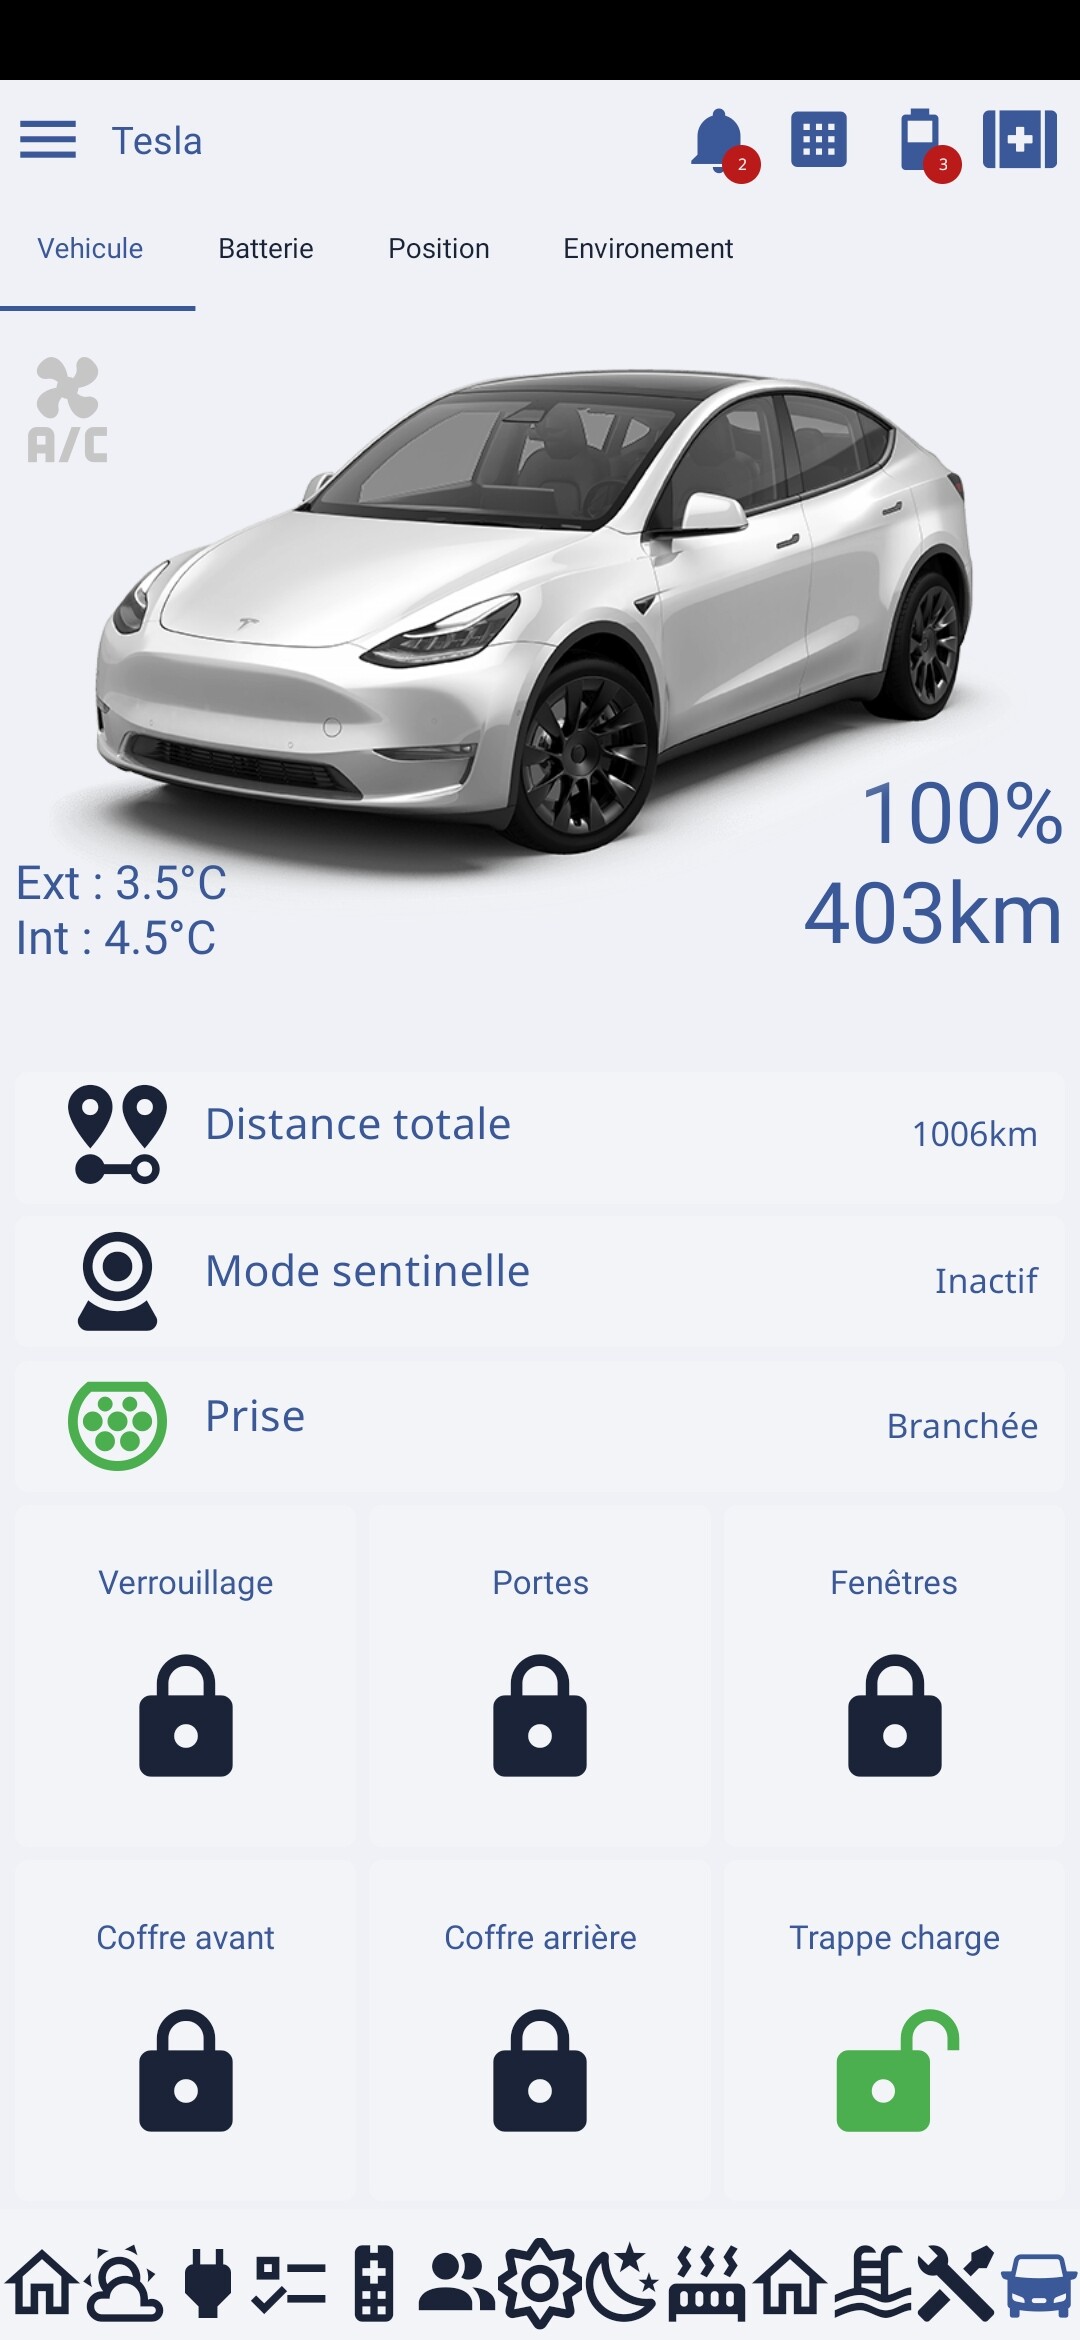 Tesla
2
3
Vehicule
Batterie
Position
Environement
A/C
100%
403km
Ext : 3.5°C
Int : 4.5°C
Distance totale
1006km
Mode sentinelle
Inactif
Prise
Branchée
Verrouillage
Portes
Fenêtres
Coffre avant
Coffre arrière
Trappe charge